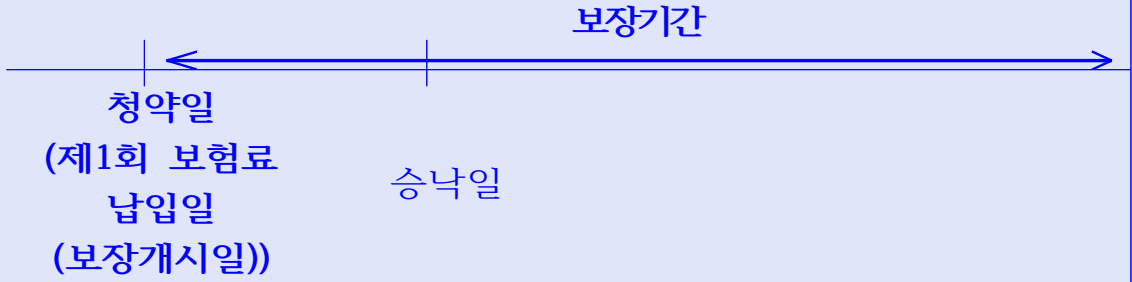 보장기간
청약일
(제1회 보험료
납입일
(보장개시일))
승낙일